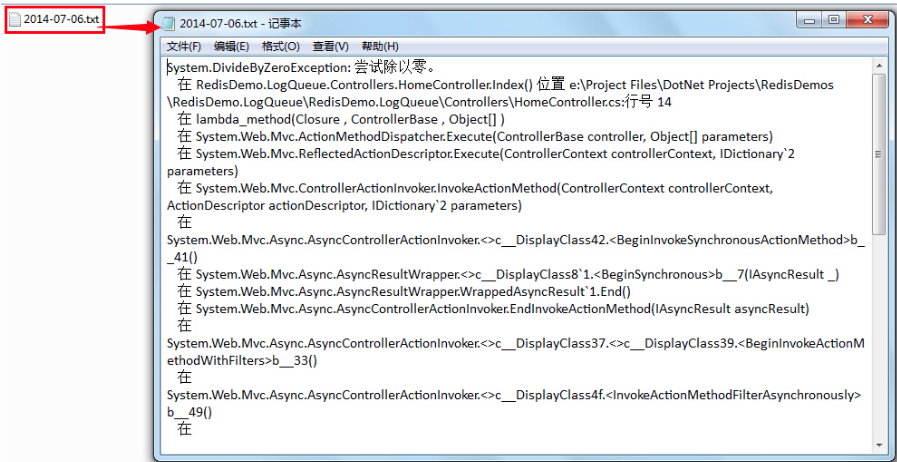 2014-07-06.txt
2014-07-06.txt - 记事本
文件(F) 编辑(E) 格式(O) 查看(V) 帮助(H)
System.DivideByZeroException: 尝试除以零。
在 RedisDemo.LogQueue.Controllers.HomeController.Index() 位置 e:\Project Files\DotNet Projects\RedisDemos
\RedisDemo.LogQueue\RedisDemo.LogQueue\Controllers\HomeController.cs:行号 14
在 lambda_method(Closure , ControllerBase , Object[] )
在 System.Web.Mvc.ActionMethodDispatcher.Execute(ControllerBase controller, Object[] parameters)
在 System.Web.Mvc.ReflectedActionDescriptor.Execute(ControllerContext controllerContext, IDictionary`2
parameters)
在 System.Web.Mvc.ControllerActionInvoker.InvokeActionMethod(ControllerContext controllerContext,
ActionDescriptor actionDescriptor, IDictionary`2 parameters)
在
System.Web.Mvc.Async.AsyncControllerActionInvoker.<>c__DisplayClass42.<BeginInvokeSynchronousActionMethod>b_
_41()
在 System.Web.Mvc.Async.AsyncResultWrapper.<>c__DisplayClass8`1.<BeginSynchronous>b__7(IAsyncResult _)
在 System.Web.Mvc.Async.AsyncResultWrapper.WrappedAsyncResult`1.End()
在 System.Web.Mvc.Async.AsyncControllerActionInvoker.EndInvokeActionMethod(IAsyncResult asyncResult)
在
System.Web.Mvc.Async.AsyncControllerActionInvoker.<>c__DisplayClass37.<>c__DisplayClass39.<BeginInvokeActionM
ethodWithFilters>b__33()
在
System.Web.Mvc.Async.AsyncControllerActionInvoker.<>c__DisplayClass4f.<InvokeActionMethodFilterAsynchronously>
b__49()
在